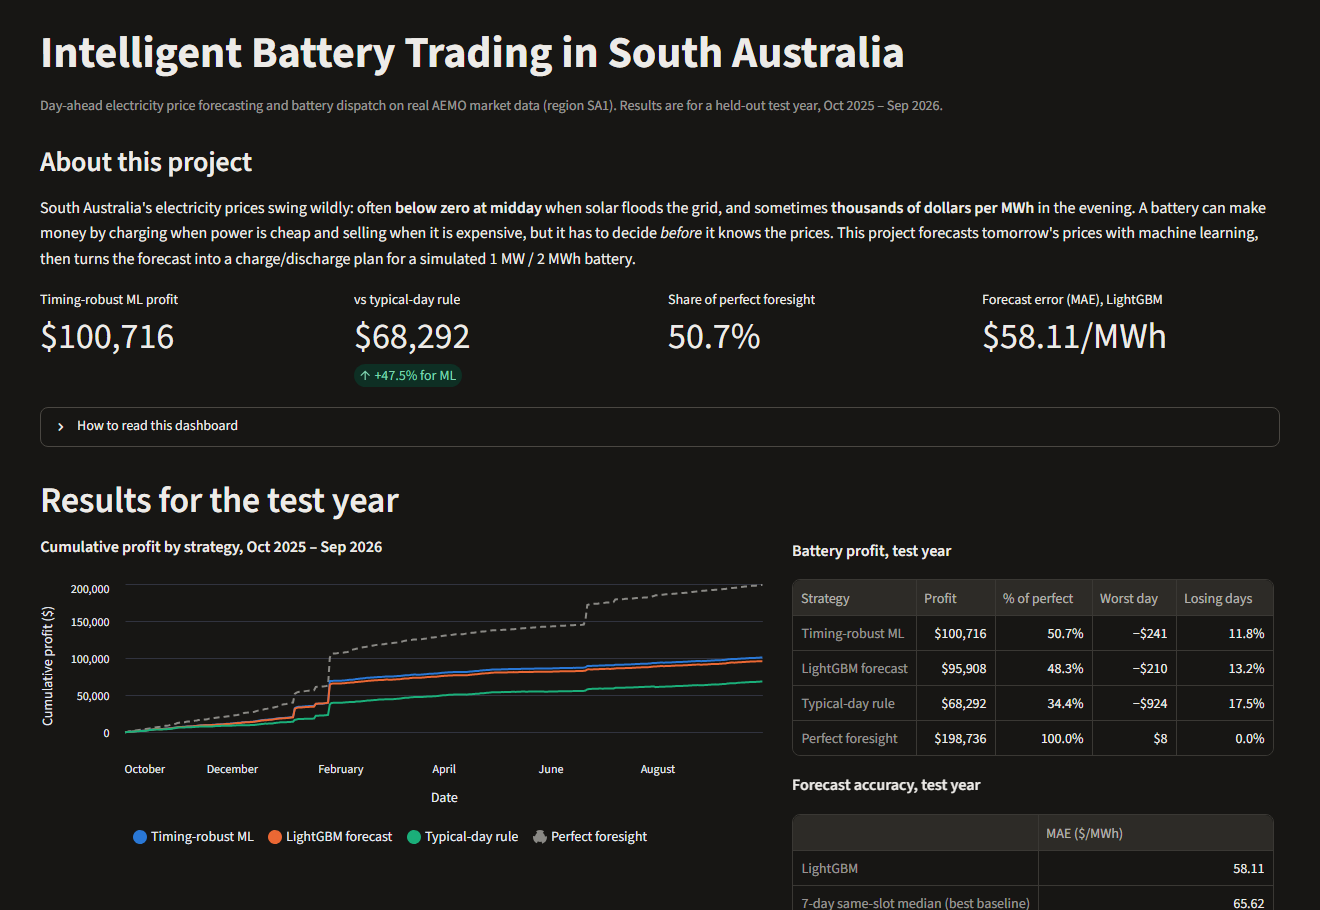 Intelligent Battery Trading in South Australia
Day-ahead electricity price forecasting and battery dispatch on real AEMO market data (region SA1). Results are for a held-out test year, Oct 2025 – Sep 2026.
About this project
South Australia's electricity prices swing wildly: often below zero at midday when solar floods the grid, and sometimes thousands of dollars per MWh in the evening. A battery can make
money by charging when power is cheap and selling when it is expensive, but it has to decide before it knows the prices. This project forecasts tomorrow's prices with machine learning,
then turns the forecast into a charge/discharge plan for a simulated 1 MW / 2 MWh battery.
Timing-robust ML profit
$100,716
vs typical-day rule
$68,292
↑ +47.5% for ML
Share of perfect foresight
50.7%
Forecast error (MAE), LightGBM
$58.11/MWh
How to read this dashboard
Results for the test year
Cumulative profit by strategy, Oct 2025 – Sep 2026
Cumulative profit ($)
200,000
150,000
100,000
50,000
0
October December February April June August
Date
Timing-robust ML LightGBM forecast Typical-day rule Perfect foresight
Battery profit, test year
Strategy Profit % of perfect Worst day Losing days
Timing-robust ML $100,716 50.7% −$241 11.8%
LightGBM forecast $95,908 48.3% −$210 13.2%
Typical-day rule $68,292 34.4% −$924 17.5%
Perfect foresight $198,736 100.0% $8 0.0%
Forecast accuracy, test year
MAE ($/MWh)
LightGBM 58.11
7-day same-slot median (best baseline) 65.62